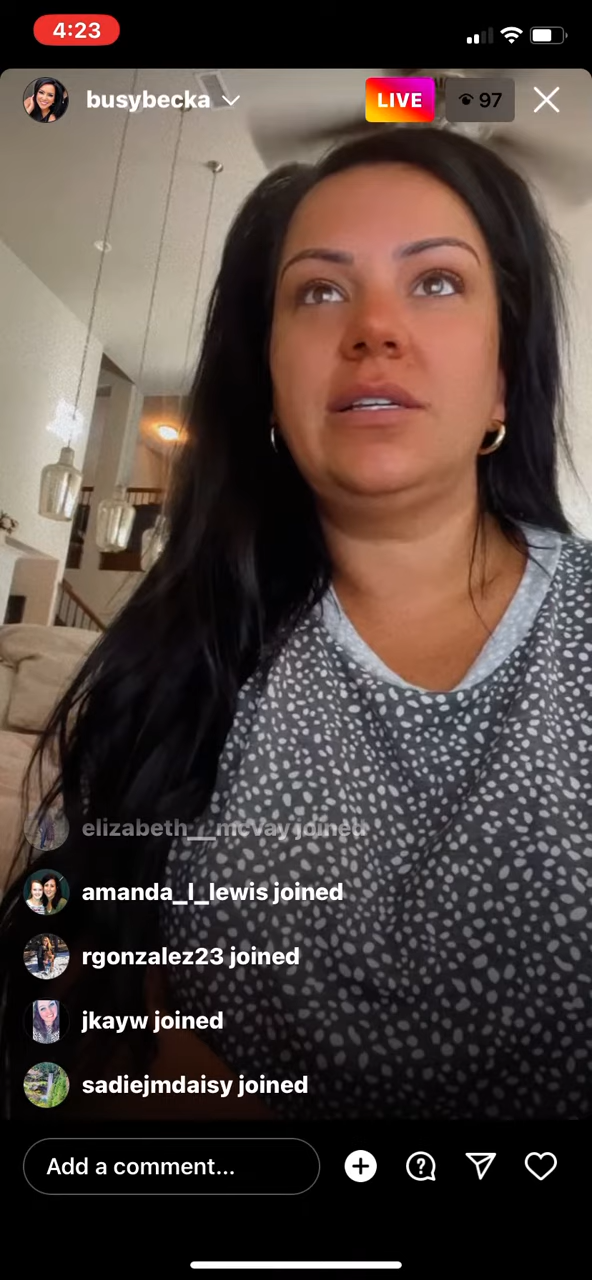 4:23
busybecka
LIVE
97
elizabeth__mcvay joined
amanda_l_lewis joined
rgonzalez23 joined
jkayw joined
sadiejmdaisy joined
Add a comment...